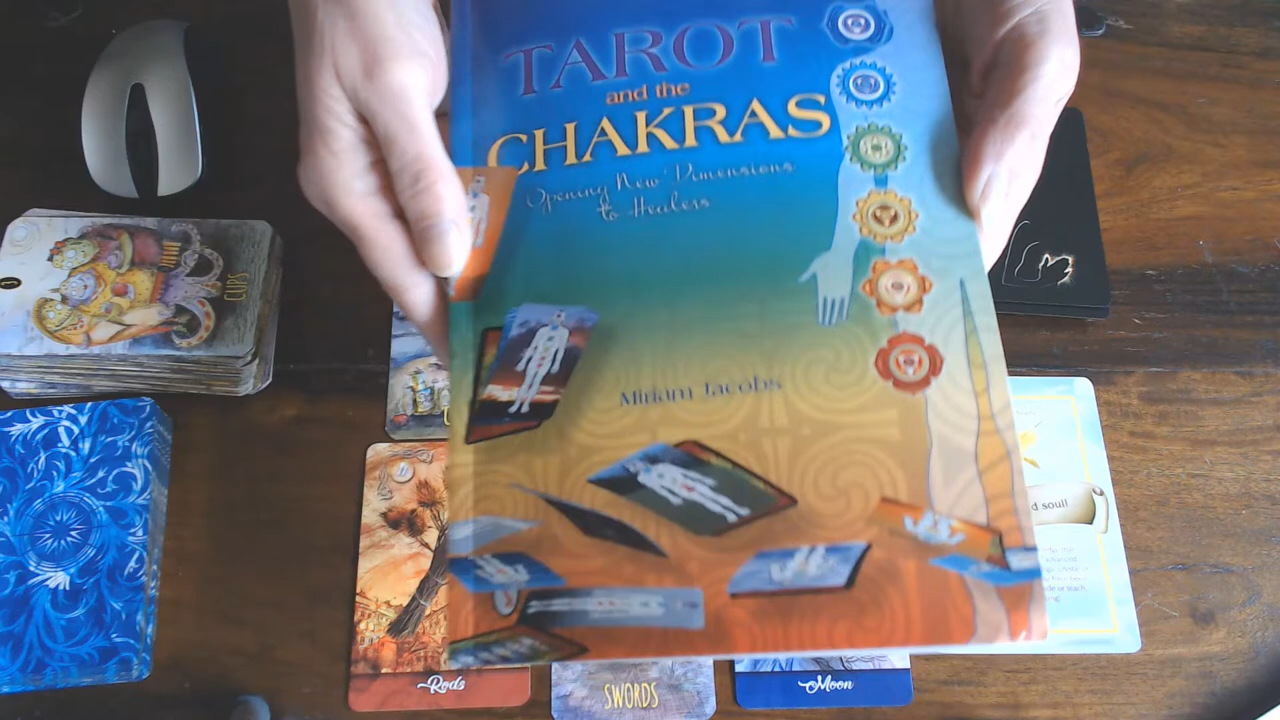 TAROT
and the
CHAKRAS
Opening New Dimensions
to Healers
Miriam Jacobs
CUPS
d soul!
Rods
SWORDS
Moon